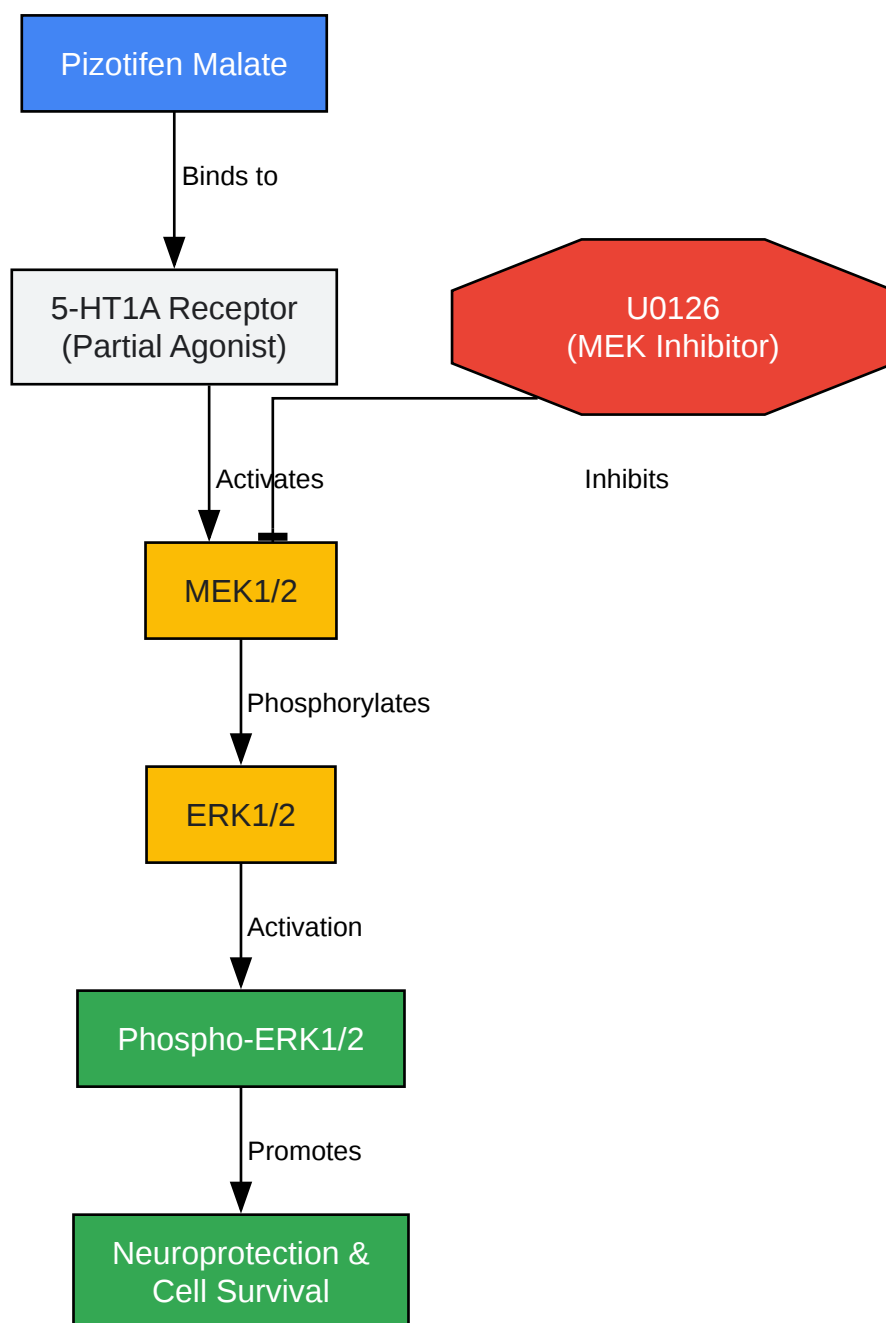 Pizotifen Malate
Binds to
5-HT1A Receptor
(Partial Agonist)
U0126
(MEK Inhibitor)
Activates
Inhibits
MEK1/2
Phosphorylates
ERK1/2
Activation
Phospho-ERK1/2
Promotes
Neuroprotection &
Cell Survival